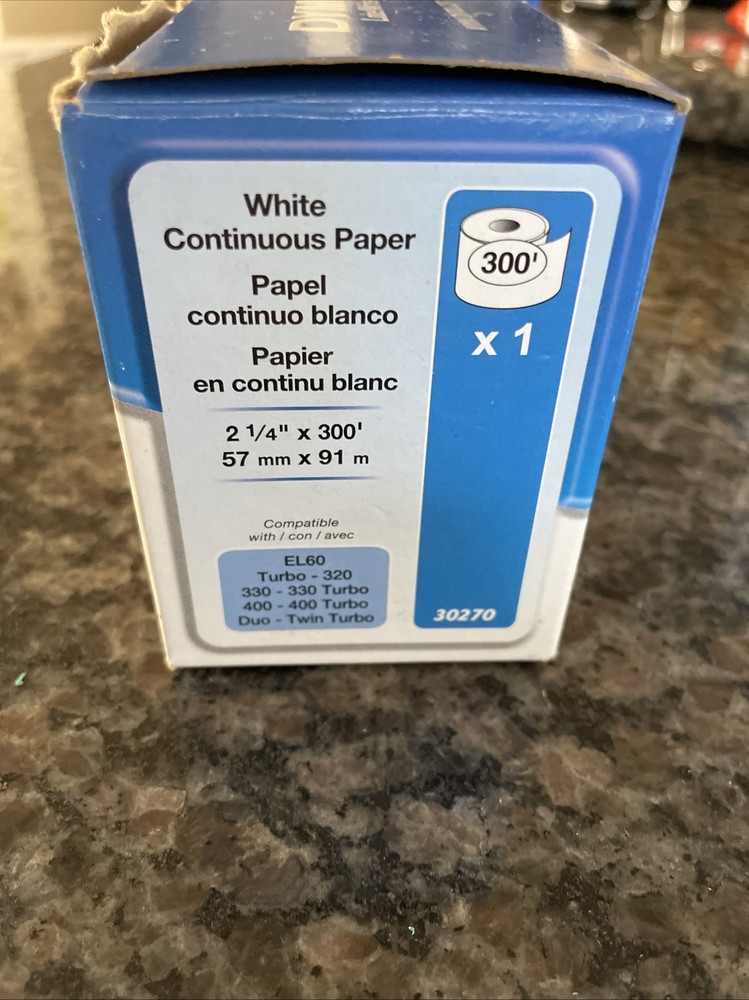 White
Continuous Paper
Papel
continuo blanco
Papier
en continu blanc
2 1/4" x 300'
57 mm x 91 m
Compatible
with / con / avec
EL60
Turbo - 320
330 - 330 Turbo
400 - 400 Turbo
Duo - Twin Turbo
300'
x 1
30270